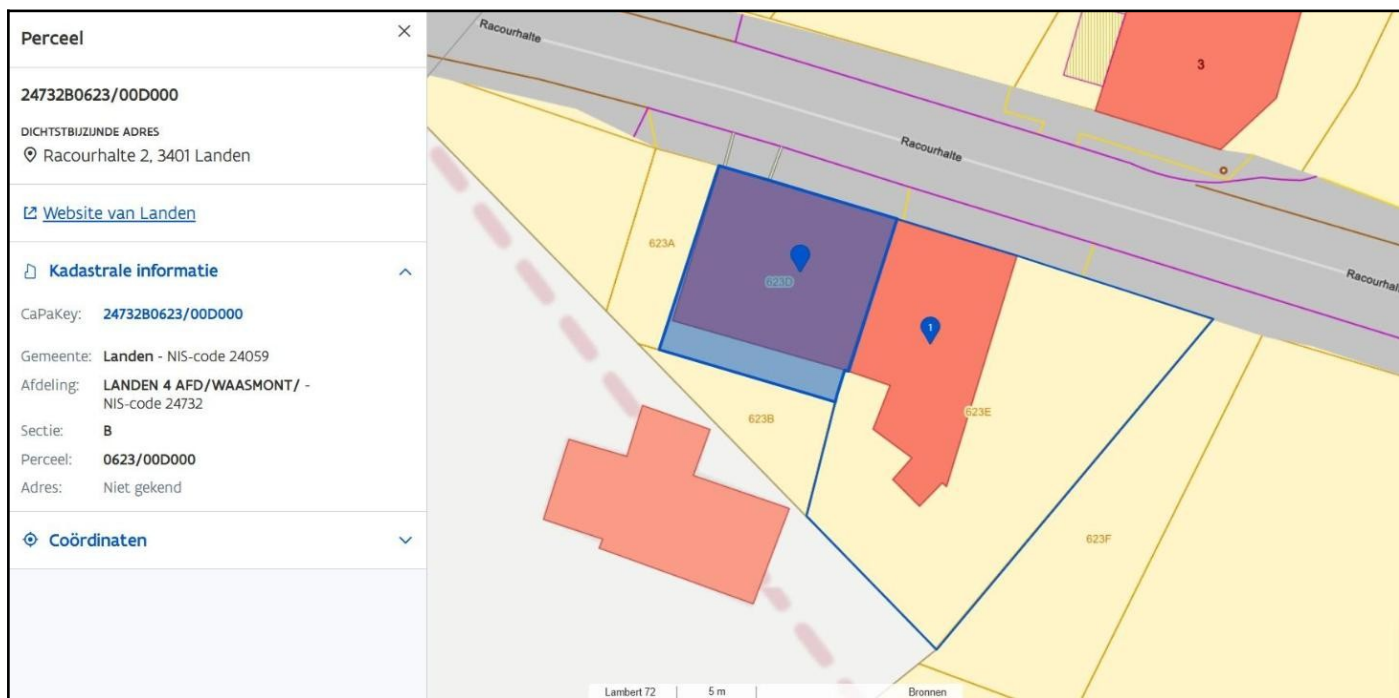 Perceel
24732B0623/00D000
DICHTSTBIJZIJNDE ADRES
Racourhalte 2, 3401 Landen
Website van Landen
Kadastrale informatie
CaPaKey: 24732B0623/00D000
Gemeente: Landen - NIS-code 24059
Afdeling: LANDEN 4 AFD/WAASMONT/ -
NIS-code 24732
Sectie: B
Perceel: 0623/00D000
Adres: Niet gekend
Coördinaten
Racourhalte
3
Racourhalte
Racourhalte
623A
623D
1
623E
623B
623F
Lambert 72
5 m
Bronnen